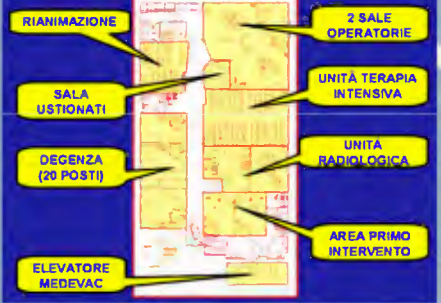 RIANIMAZIONE
2 SALE
OPERATORIE
SALA
USTIONATI
UNITÀ TERAPIA
INTENSIVA
DEGENZA
(20 POSTI)
UNITÀ
RADIOLOGICA
AREA PRIMO
INTERVENTO
ELEVATORE
MEDEVAC